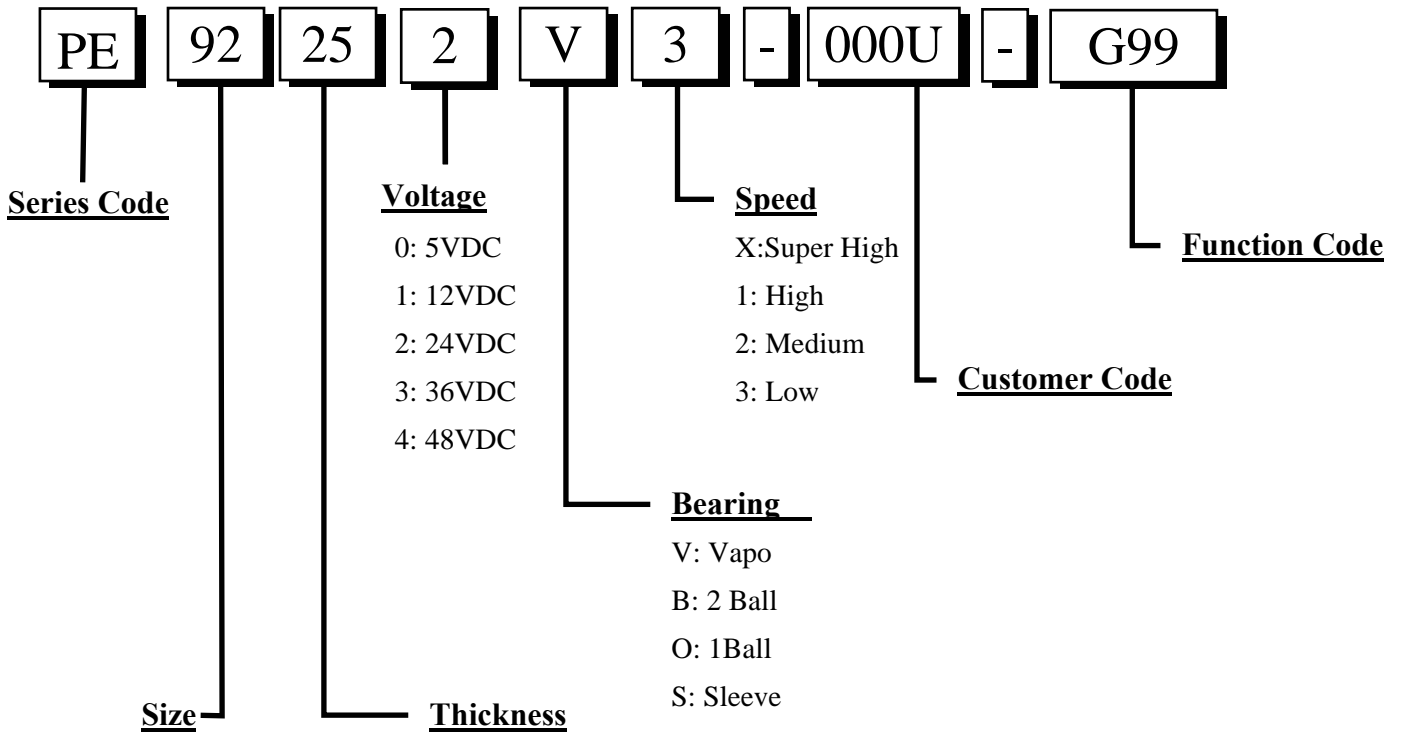 PE 92 25 2 V 3 - 000U - G99
Series Code
Voltage
0: 5VDC
1: 12VDC
2: 24VDC
3: 36VDC
4: 48VDC
Speed
X:Super High
1: High
2: Medium
3: Low
Function Code
Customer Code
Bearing
V: Vapo
B: 2 Ball
O: 1Ball
S: Sleeve
Size
Thickness